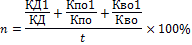 n = (КД1/КД + Кпо1/Кпо + Кво1/Кво)/t × 100%